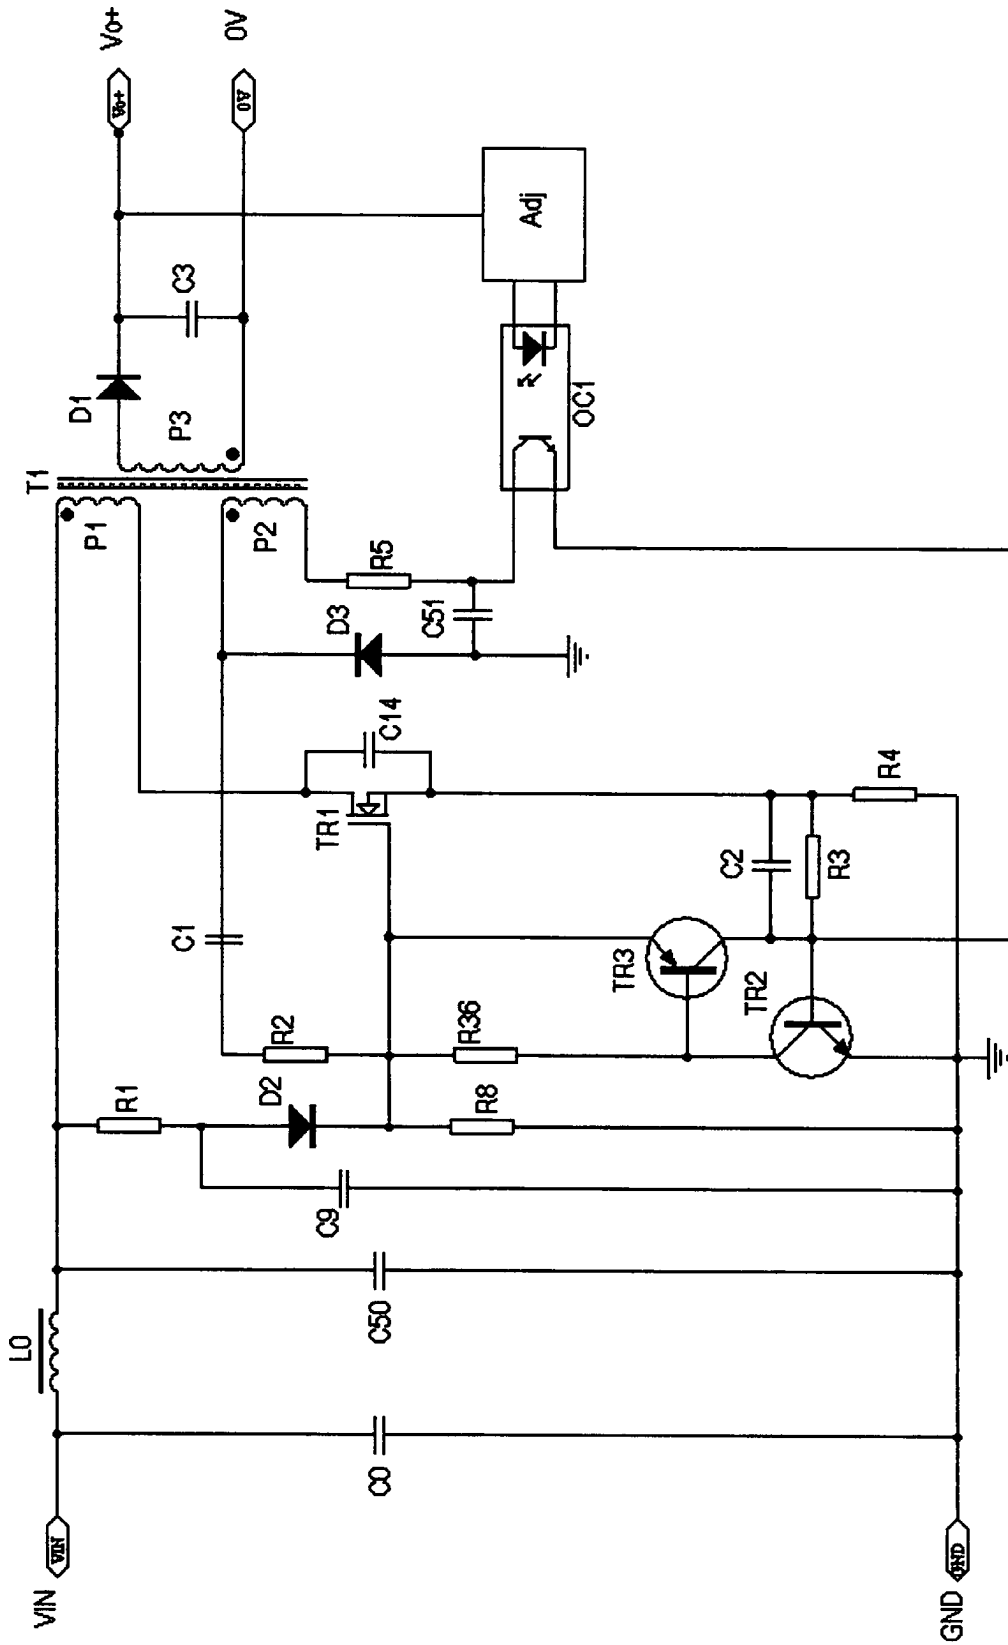 VIN
VIN
L0
C0
C50
C9
R1
D2
R8
R2
R36
C1
TR2
TR3
C2
R3
R4
TR1
C14
D3
C51
R5
T1
P1
P2
P3
D1
C3
OC1
Adj
Vo+
Vo+
A0
0V
GND
GND